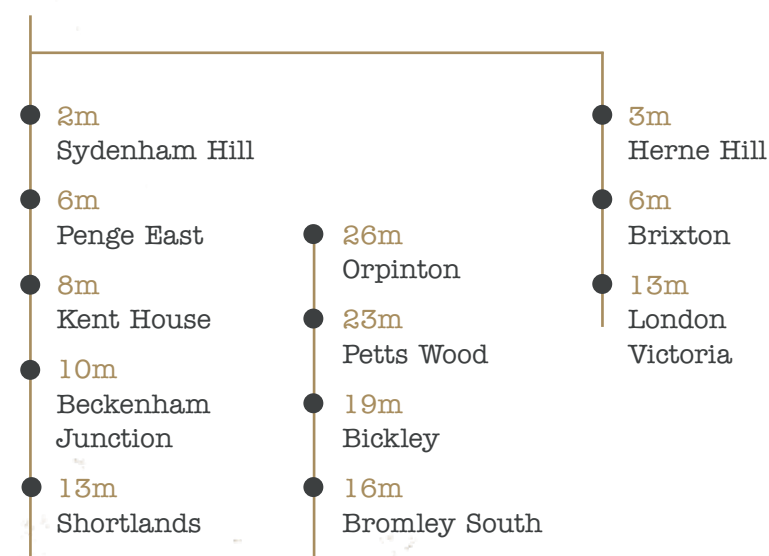 2m
Sydenham Hill
6m
Penge East
8m
Kent House
10m
Beckenham
Junction
13m
Shortlands
26m
Orpinton
23m
Petts Wood
19m
Bickley
16m
Bromley South
3m
Herne Hill
6m
Brixton
13m
London
Victoria